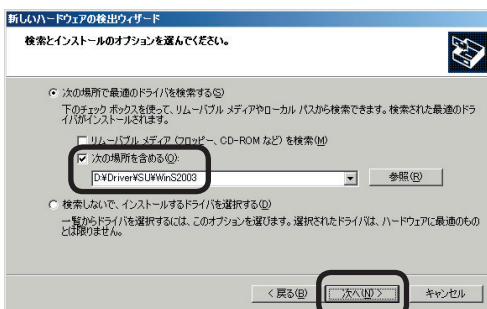 新しいハードウェアの検出ウィザード
検索とインストールのオプションを選んでください。
次の場所で最適のドライバを検索する(S)
下のチェック ボックスを使って、リムーバブル メディアやローカル パスから検索できます。検索された最適のドラ
イバがインストールされます。
リムーバブル メディア (フロッピー、CD-ROM など) を検索(M)
次の場所を含める(O):
D:¥Driver¥SU¥WinS2003
参照(R)
検索しないで、インストールするドライバを選択する(D)
一覧からドライバを選択するには、このオプションを選びます。選択されたドライバは、ハードウェアに最適のもの
とは限りません。
< 戻る(B)
次へ(N) >
キャンセル